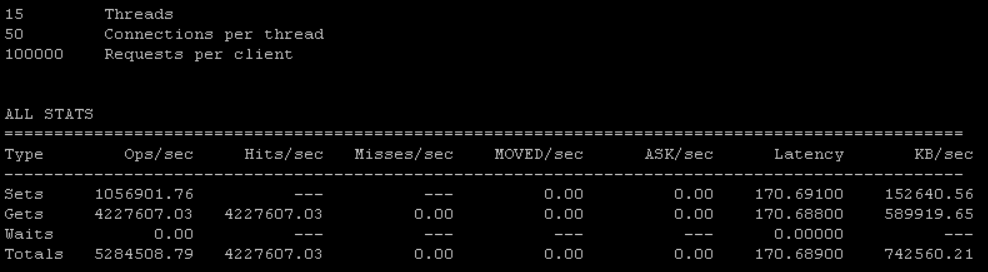 15        Threads
50        Connections per thread
100000    Requests per client
ALL STATS
================================================================================================
Type            Ops/sec     Hits/sec   Misses/sec    MOVED/sec      ASK/sec      Latency       KB/sec
------------------------------------------------------------------------------------------------
Sets         1056901.76          ---          ---         0.00         0.00    170.69100    152640.56
Gets         4227607.03   4227607.03         0.00         0.00         0.00    170.68800    589919.65
Waits              0.00          ---          ---          ---          ---      0.00000          ---
Totals       5284508.79   4227607.03         0.00         0.00         0.00    170.68900    742560.21